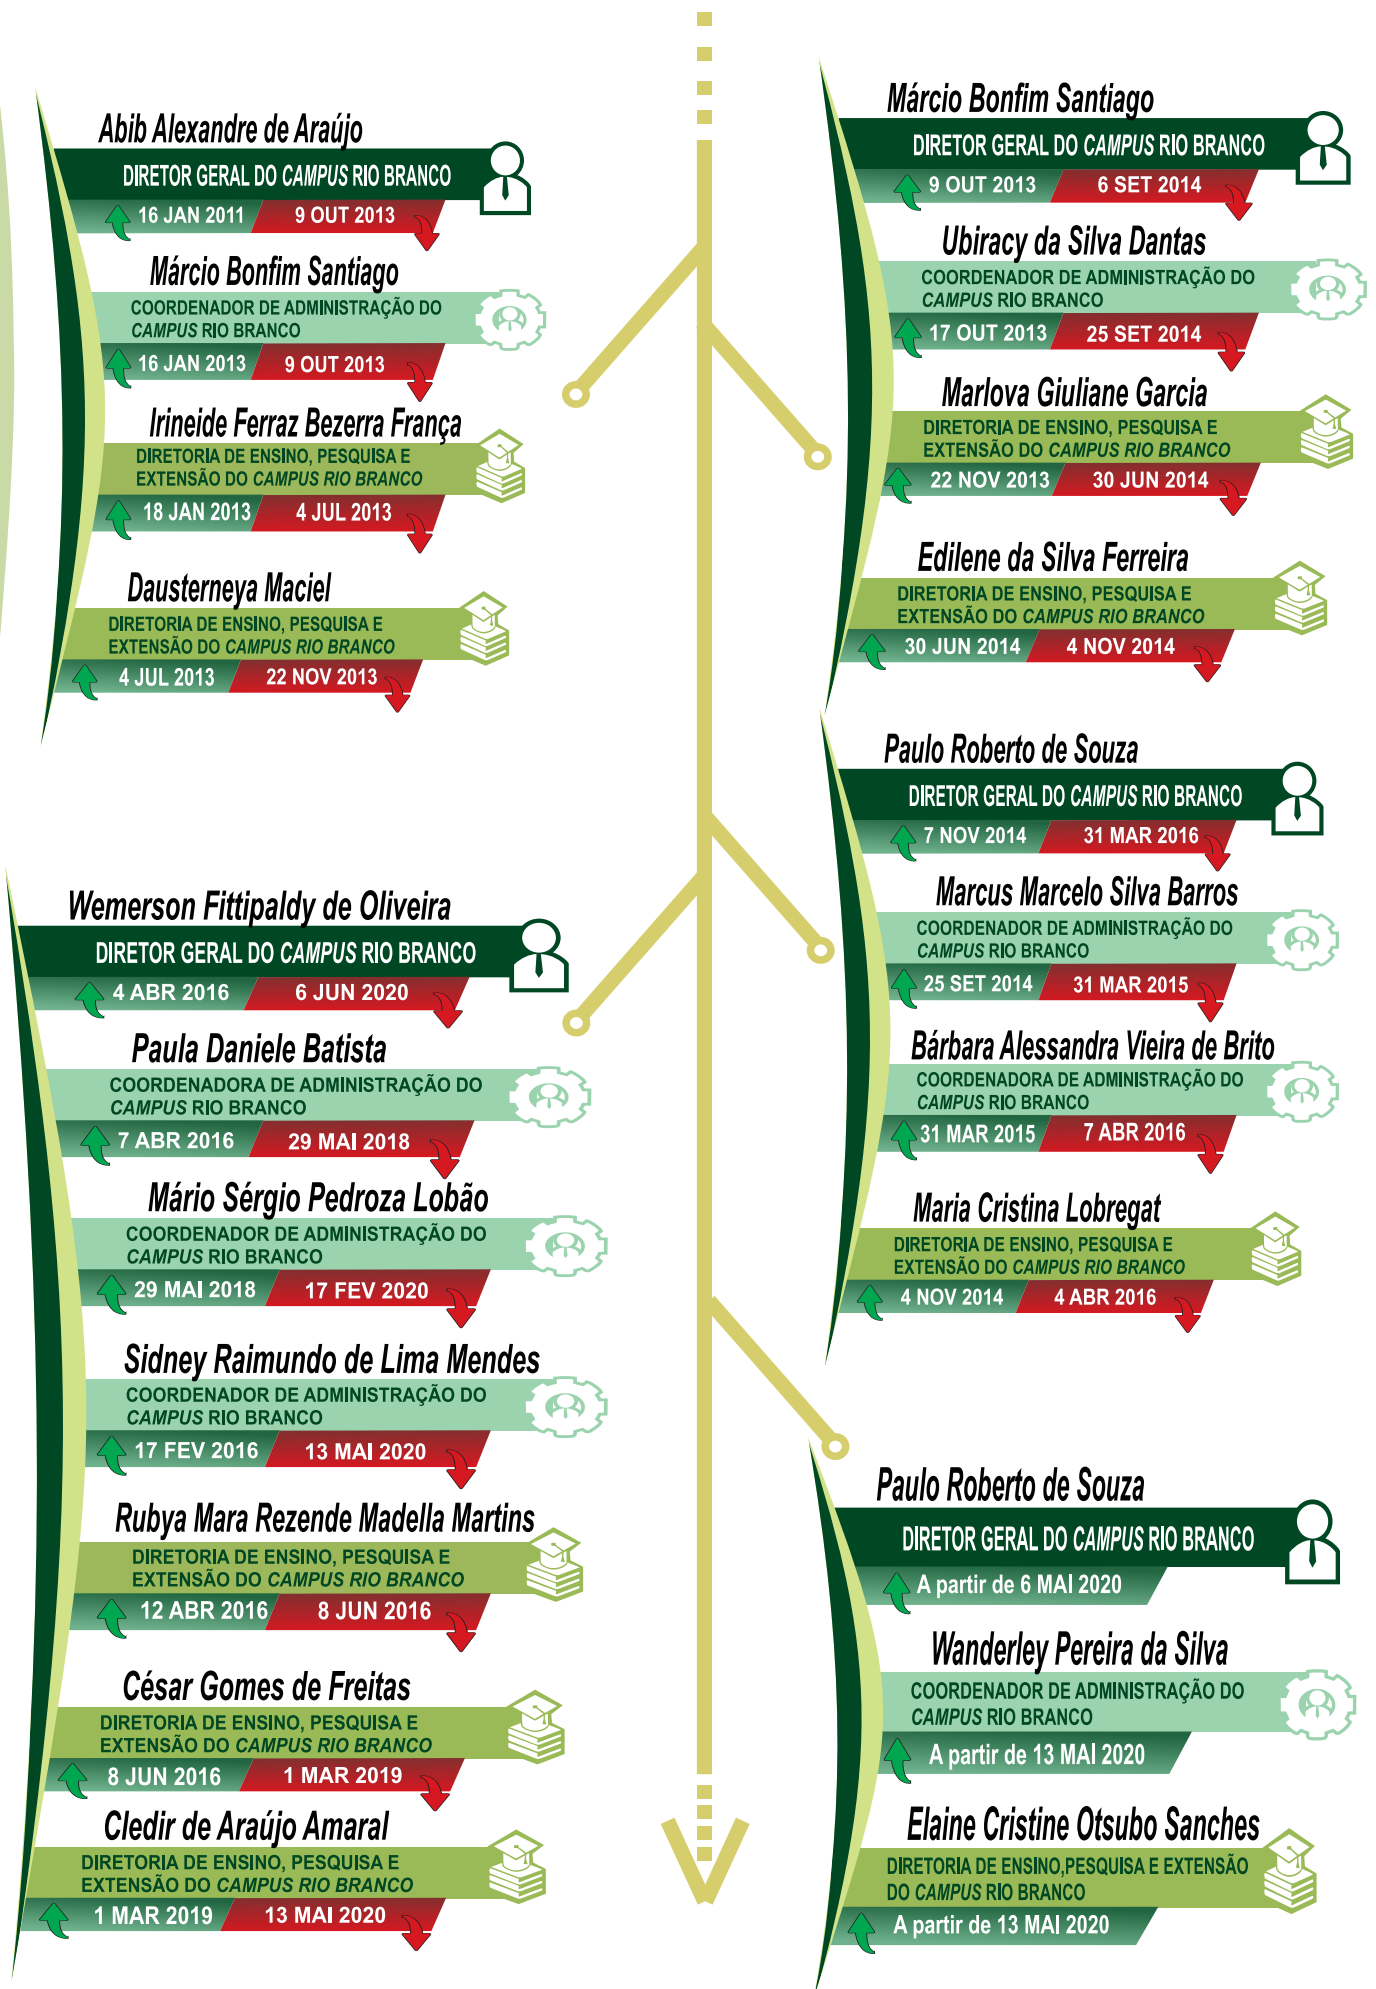 Abib Alexandre de Araújo
DIRETOR GERAL DO CAMPUS RIO BRANCO
16 JAN 2011 9 OUT 2013
Márcio Bonfim Santiago
COORDENADOR DE ADMINISTRAÇÃO DO
CAMPUS RIO BRANCO
16 JAN 2013 9 OUT 2013
Irineide Ferraz Bezerra França
DIRETORIA DE ENSINO, PESQUISA E
EXTENSÃO DO CAMPUS RIO BRANCO
18 JAN 2013 4 JUL 2013
Dausterneya Maciel
DIRETORIA DE ENSINO, PESQUISA E
EXTENSÃO DO CAMPUS RIO BRANCO
4 JUL 2013 22 NOV 2013
Márcio Bonfim Santiago
DIRETOR GERAL DO CAMPUS RIO BRANCO
9 OUT 2013 6 SET 2014
Ubiracy da Silva Dantas
COORDENADOR DE ADMINISTRAÇÃO DO
CAMPUS RIO BRANCO
17 OUT 2013 25 SET 2014
Marlova Giuliane Garcia
DIRETORIA DE ENSINO, PESQUISA E
EXTENSÃO DO CAMPUS RIO BRANCO
22 NOV 2013 30 JUN 2014
Edilene da Silva Ferreira
DIRETORIA DE ENSINO, PESQUISA E
EXTENSÃO DO CAMPUS RIO BRANCO
30 JUN 2014 4 NOV 2014
Paulo Roberto de Souza
DIRETOR GERAL DO CAMPUS RIO BRANCO
7 NOV 2014 31 MAR 2016
Marcus Marcelo Silva Barros
COORDENADOR DE ADMINISTRAÇÃO DO
CAMPUS RIO BRANCO
25 SET 2014 31 MAR 2015
Bárbara Alessandra Vieira de Brito
COORDENADORA DE ADMINISTRAÇÃO DO
CAMPUS RIO BRANCO
31 MAR 2015 7 ABR 2016
Maria Cristina Lobregat
DIRETORIA DE ENSINO, PESQUISA E
EXTENSÃO DO CAMPUS RIO BRANCO
4 NOV 2014 4 ABR 2016
Wemerson Fittipaldy de Oliveira
DIRETOR GERAL DO CAMPUS RIO BRANCO
4 ABR 2016 6 JUN 2020
Paula Daniele Batista
COORDENADORA DE ADMINISTRAÇÃO DO
CAMPUS RIO BRANCO
7 ABR 2016 29 MAI 2018
Mário Sérgio Pedroza Lobão
COORDENADOR DE ADMINISTRAÇÃO DO
CAMPUS RIO BRANCO
29 MAI 2018 17 FEV 2020
Sidney Raimundo de Lima Mendes
COORDENADOR DE ADMINISTRAÇÃO DO
CAMPUS RIO BRANCO
17 FEV 2016 13 MAI 2020
Rubya Mara Rezende Madella Martins
DIRETORIA DE ENSINO, PESQUISA E
EXTENSÃO DO CAMPUS RIO BRANCO
12 ABR 2016 8 JUN 2016
César Gomes de Freitas
DIRETORIA DE ENSINO, PESQUISA E
EXTENSÃO DO CAMPUS RIO BRANCO
8 JUN 2016 1 MAR 2019
Cledir de Araújo Amaral
DIRETORIA DE ENSINO, PESQUISA E
EXTENSÃO DO CAMPUS RIO BRANCO
1 MAR 2019 13 MAI 2020
Paulo Roberto de Souza
DIRETOR GERAL DO CAMPUS RIO BRANCO
A partir de 6 MAI 2020
Wanderley Pereira da Silva
COORDENADOR DE ADMINISTRAÇÃO DO
CAMPUS RIO BRANCO
A partir de 13 MAI 2020
Elaine Cristine Otsubo Sanches
DIRETORIA DE ENSINO,PESQUISA E EXTENSÃO
DO CAMPUS RIO BRANCO
A partir de 13 MAI 2020